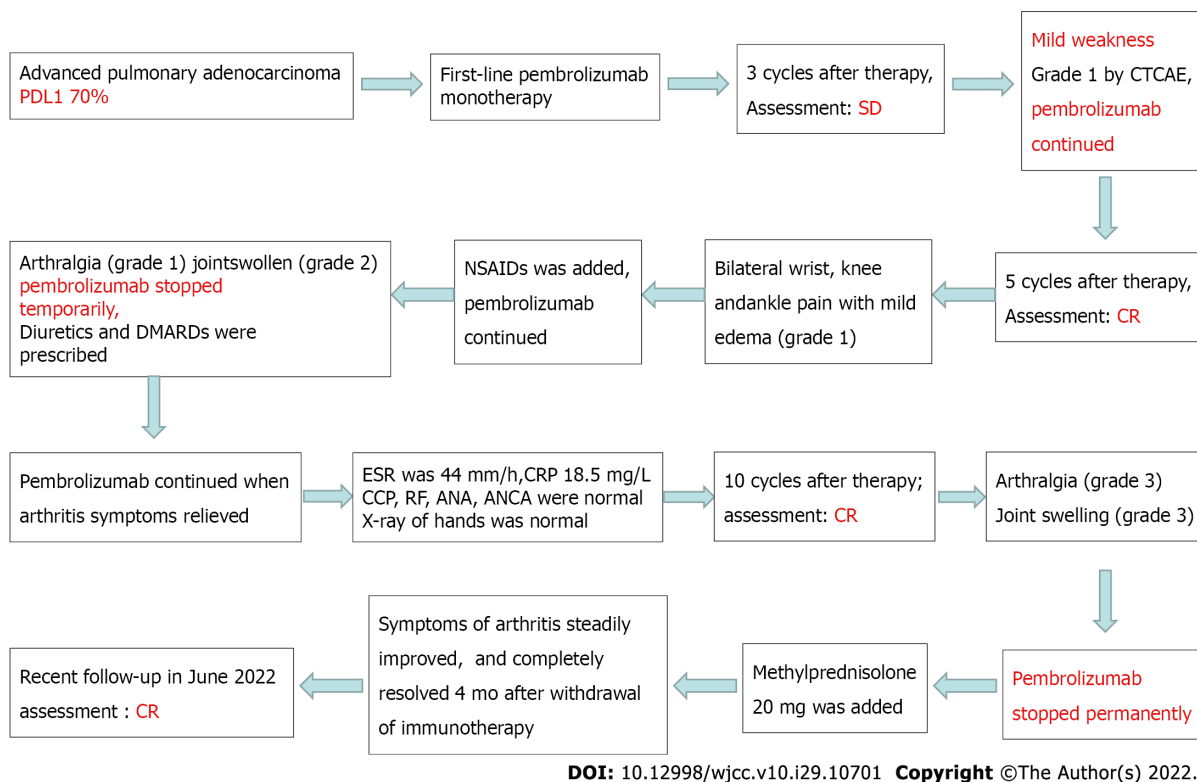 Advanced pulmonary adenocarcinoma
PDL1 70%
First-line pembrolizumab
monotherapy
3 cycles after therapy,
Assessment: SD
Mild weakness
Grade 1 by CTCAE,
pembrolizumab
continued
5 cycles after therapy,
Assessment: CR
Bilateral wrist, knee
andankle pain with mild
edema (grade 1)
NSAIDs was added,
pembrolizumab
continued
Arthralgia (grade 1) jointswollen (grade 2)
pembrolizumab stopped
temporarily,
Diuretics and DMARDs were
prescribed
Pembrolizumab continued when
arthritis symptoms relieved
ESR was 44 mm/h,CRP 18.5 mg/L
CCP, RF, ANA, ANCA were normal
X-ray of hands was normal
10 cycles after therapy;
assessment: CR
Arthralgia (grade 3)
Joint swelling (grade 3)
Pembrolizumab
stopped permanently
Methylprednisolone
20 mg was added
Symptoms of arthritis steadily
improved, and completely
resolved 4 mo after withdrawal
of immunotherapy
Recent follow-up in June 2022
assessment : CR
DOI: 10.12998/wjcc.v10.i29.10701 Copyright ©The Author(s) 2022.